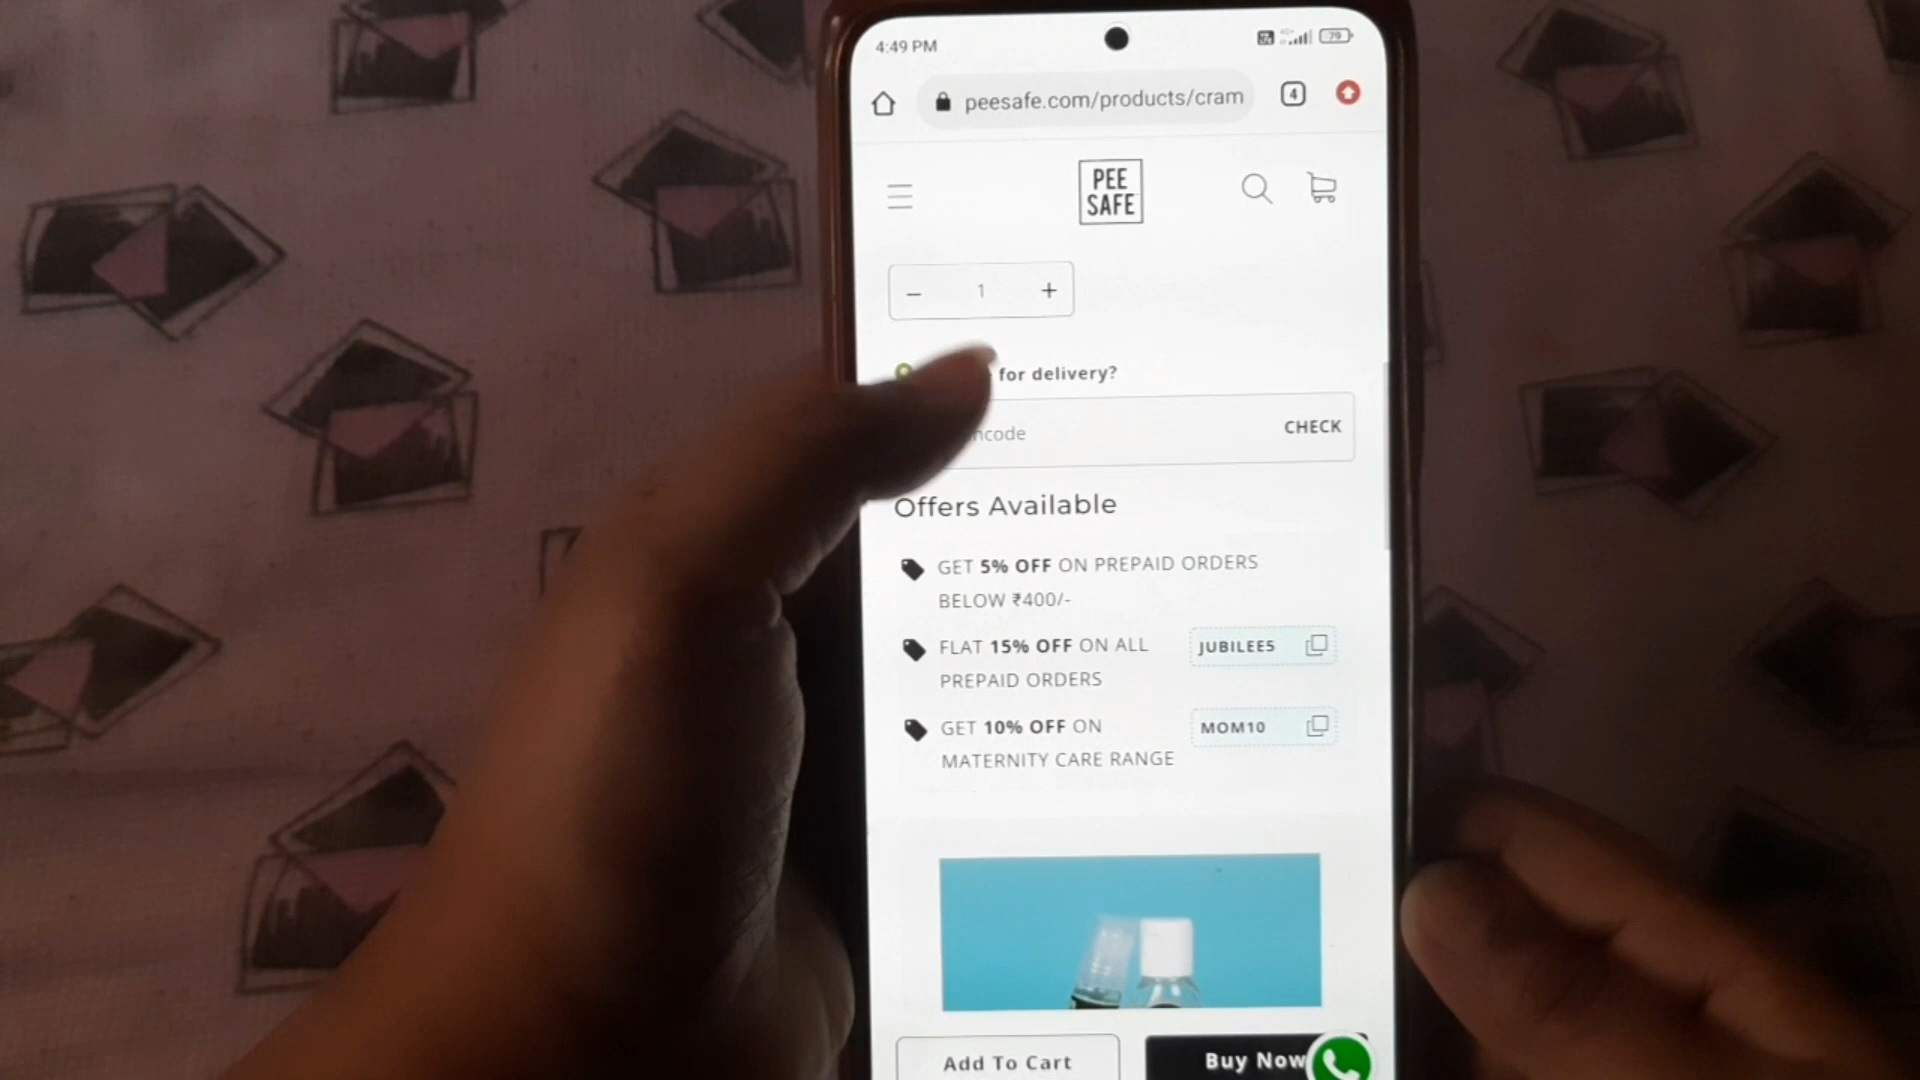 4:49 PM
79
peesafe.com/products/cram
4
PEE
SAFE
− 1 +
for delivery?
CHECK
Offers Available
GET 5% OFF ON PREPAID ORDERS
BELOW ₹400/-
FLAT 15% OFF ON ALL
PREPAID ORDERS
JUBILEE5
GET 10% OFF ON
MATERNITY CARE RANGE
MOM10
Add To Cart
Buy Now